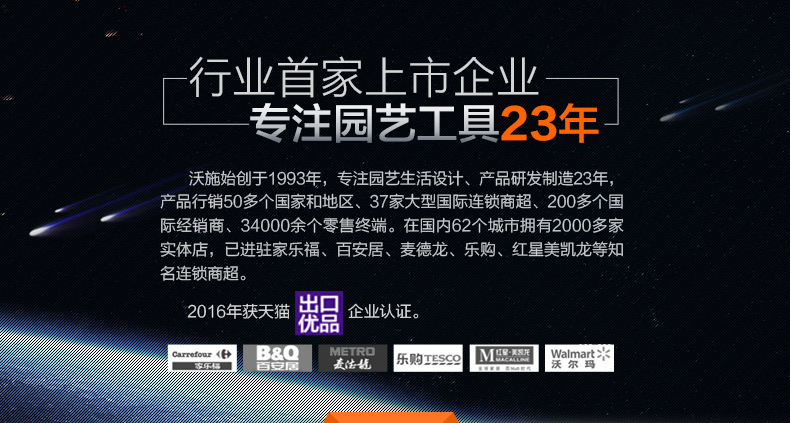 行业首家上市企业
专注园艺工具23年
沃施始创于1993年，专注园艺生活设计、产品研发制造23年，
产品行销50多个国家和地区、37家大型国际连锁商超、200多个国
际经销商、34000余个零售终端。在国内62个城市拥有2000多家
实体店，已进驻家乐福、百安居、麦德龙、乐购、红星美凯龙等知
名连锁商超。
2016年获天猫 出口优品 企业认证。
Carrefour 家乐福
B&Q 百安居
METRO 麦德龙
乐购TESCO
M 红星·美凯龙 MACALLINE
Walmart 沃尔玛